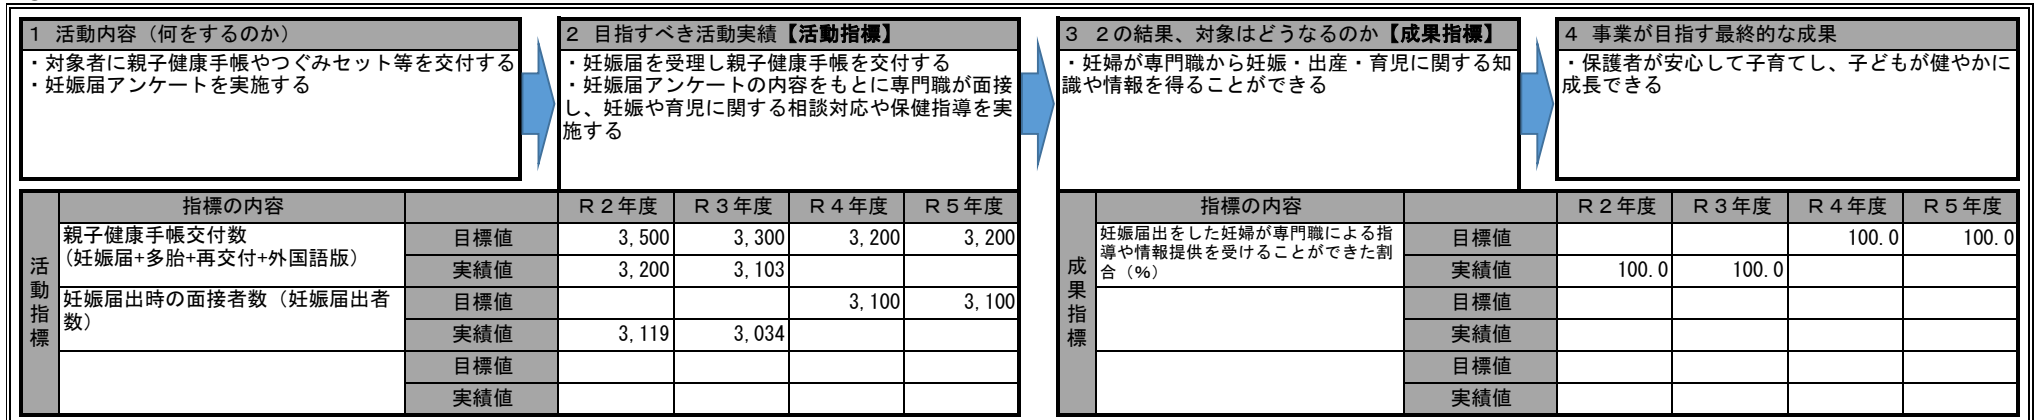 1 活動内容（何をするのか）
・対象者に親子健康手帳やつぐみセット等を交付する
・妊娠届アンケートを実施する
2 目指すべき活動実績【活動指標】
・妊娠届を受理し親子健康手帳を交付する
・妊娠届アンケートの内容をもとに専門職が面接
し、妊娠や育児に関する相談対応や保健指導を実
施する
3 2の結果、対象はどうなるのか【成果指標】
・妊婦が専門職から妊娠・出産・育児に関する知
識や情報を得ることができる
4 事業が目指す最終的な成果
・保護者が安心して子育てし、子どもが健やかに
成長できる
活動指標
指標の内容 R２年度 R３年度 R４年度 R５年度
親子健康手帳交付数
（妊娠届+多胎+再交付+外国語版）
目標値 3,500 3,300 3,200 3,200
実績値 3,200 3,103
妊娠届出時の面接者数（妊娠届出者
数）
目標値 3,100 3,100
実績値 3,119 3,034
目標値
実績値
成果指標
指標の内容 R２年度 R３年度 R４年度 R５年度
妊娠届出をした妊婦が専門職による指
導や情報提供を受けることができた割
合（%）
目標値 100.0 100.0
実績値 100.0 100.0
目標値
実績値
目標値
実績値